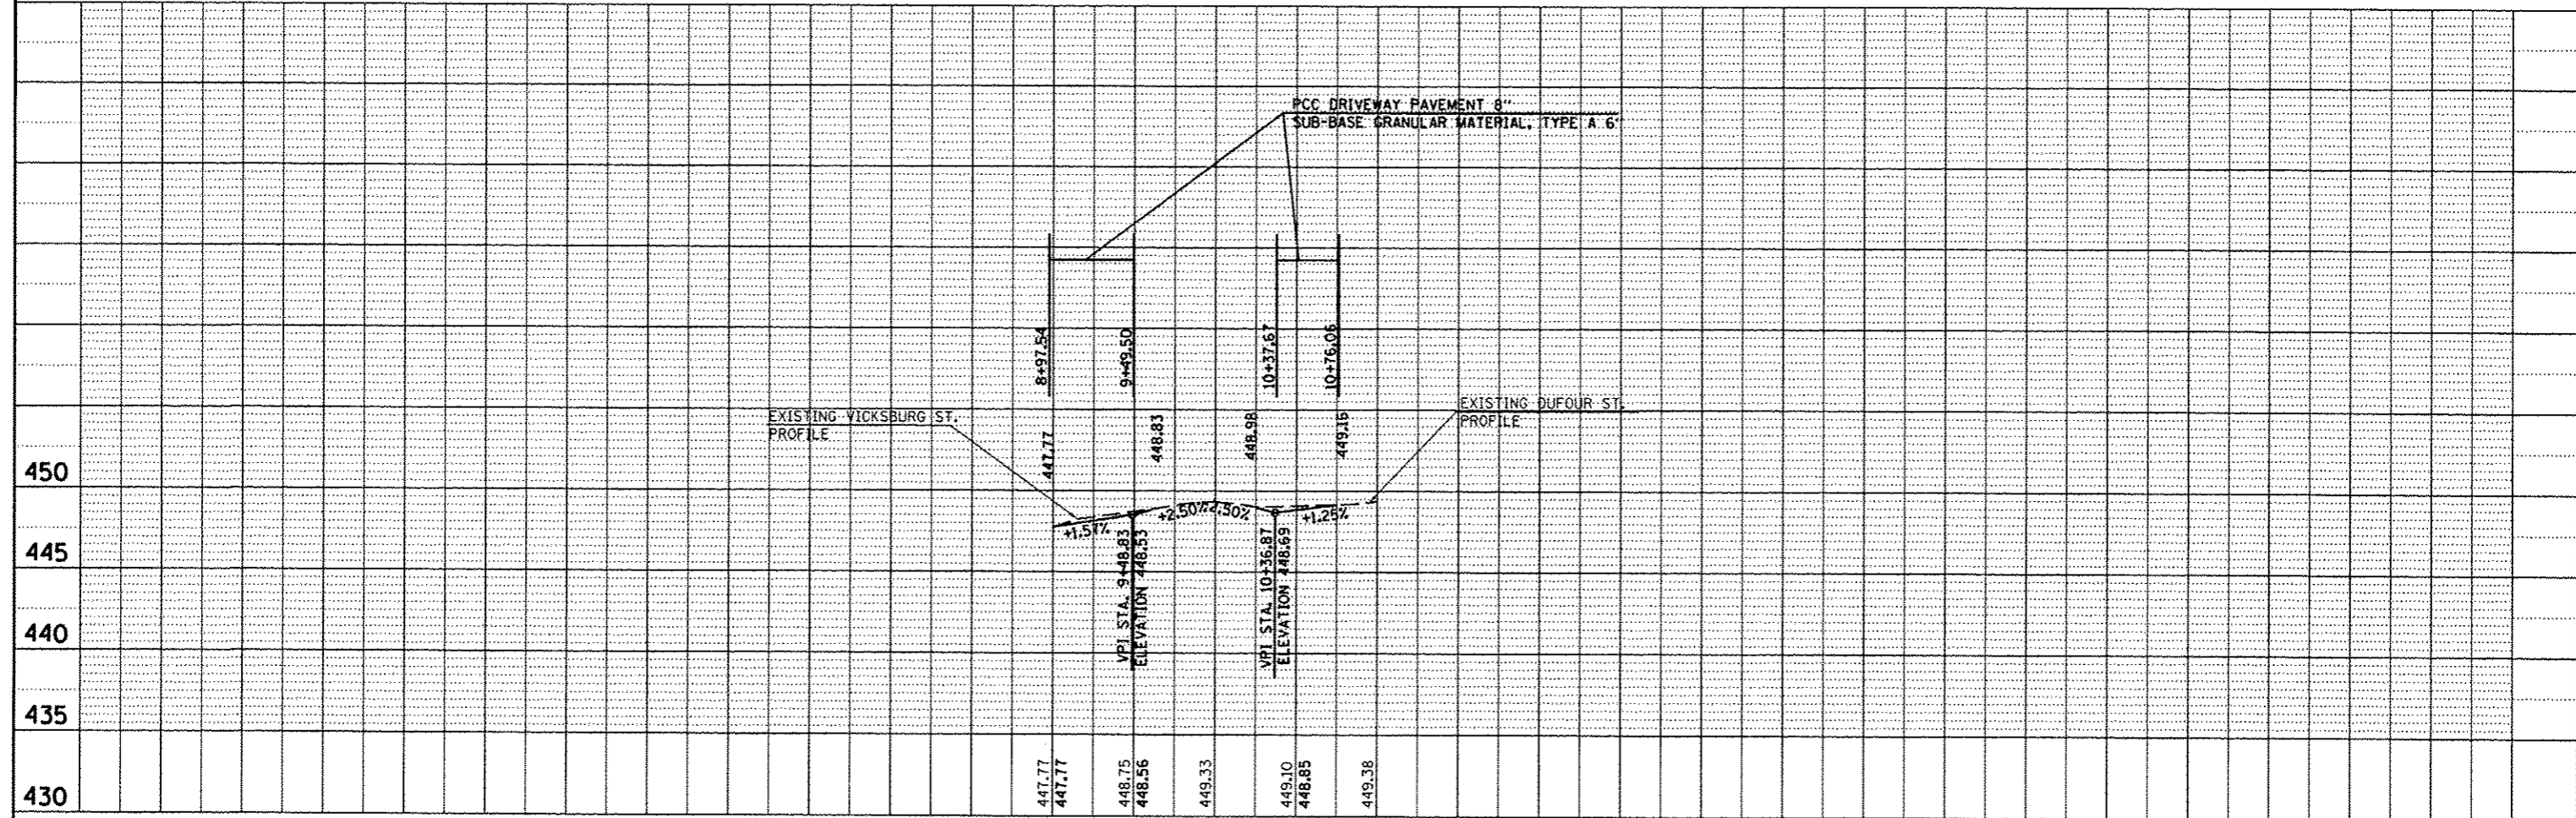 PCC DRIVEWAY PAVEMENT 8"
SUB-BASE GRANULAR MATERIAL, TYPE A 6"
8+97.54
9+49.50
10+37.67
10+76.06
EXISTING VICKSBURG ST.
PROFILE
447.77
448.83
448.98
449.16
EXISTING DUFOUR ST.
PROFILE
450
+1.57%
+2.50%
-2.50%
+1.25%
445
VPI STA. 9+48.83
ELEVATION 448.53
VPI STA. 10+36.87
ELEVATION 448.69
440
435
447.77
447.77
448.75
448.56
449.33
449.10
448.85
449.38
430